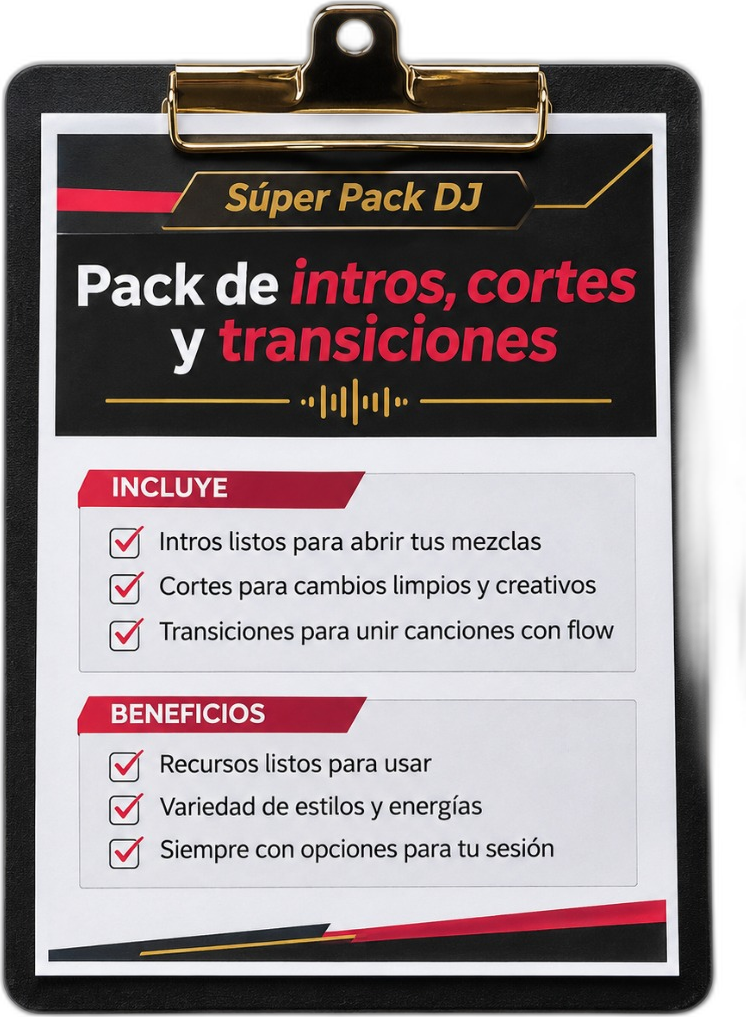 Súper Pack DJ
Pack de intros, cortes
y transiciones
INCLUYE
Intros listos para abrir tus mezclas
Cortes para cambios limpios y creativos
Transiciones para unir canciones con flow
BENEFICIOS
Recursos listos para usar
Variedad de estilos y energías
Siempre con opciones para tu sesión